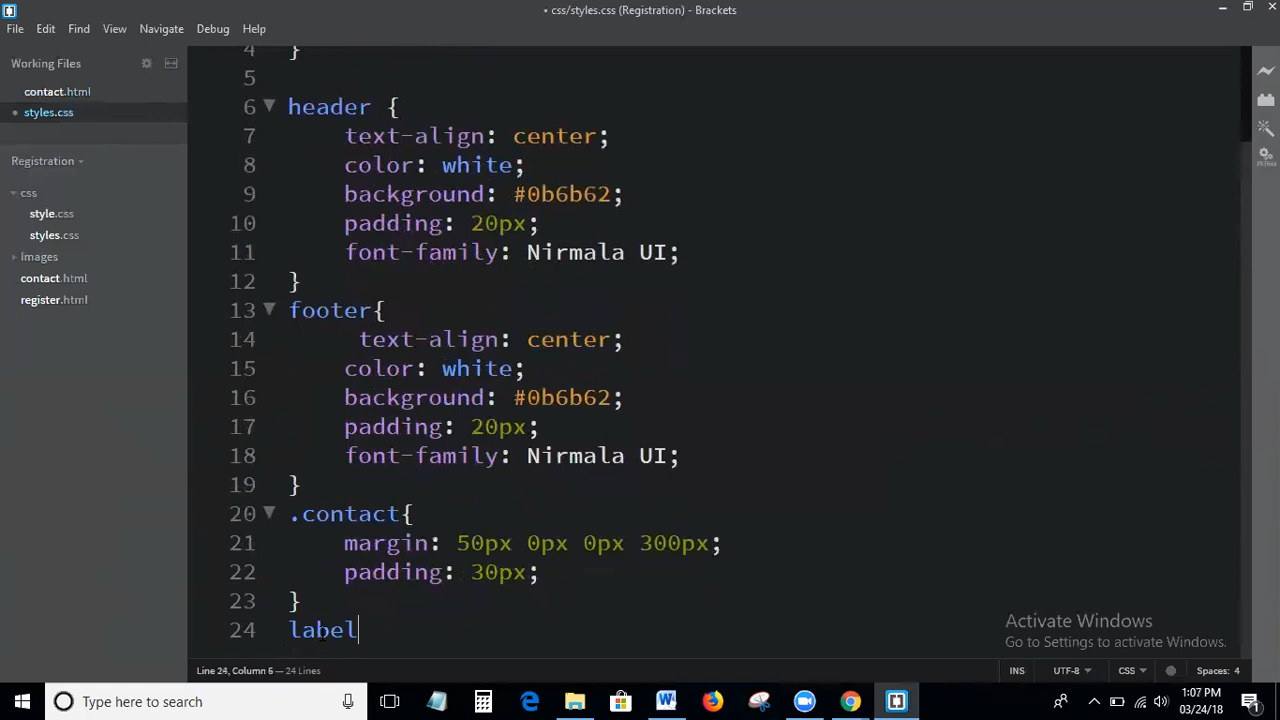 • css/styles.css (Registration) - Brackets
File Edit Find View Navigate Debug Help
Working Files
contact.html
• styles.css
Registration
css
style.css
styles.css
Images
contact.html
register.html
4 }
5
6 header {
7 text-align: center;
8 color: white;
9 background: #0b6b62;
10 padding: 20px;
11 font-family: Nirmala UI;
12 }
13 footer{
14 text-align: center;
15 color: white;
16 background: #0b6b62;
17 padding: 20px;
18 font-family: Nirmala UI;
19 }
20 .contact{
21 margin: 50px 0px 0px 300px;
22 padding: 30px;
23 }
24 label
Activate Windows
Go to Settings to activate Windows.
Line 24, Column 6 — 24 Lines
INS UTF-8 CSS Spaces: 4
Type here to search
1:07 PM
03/24/18